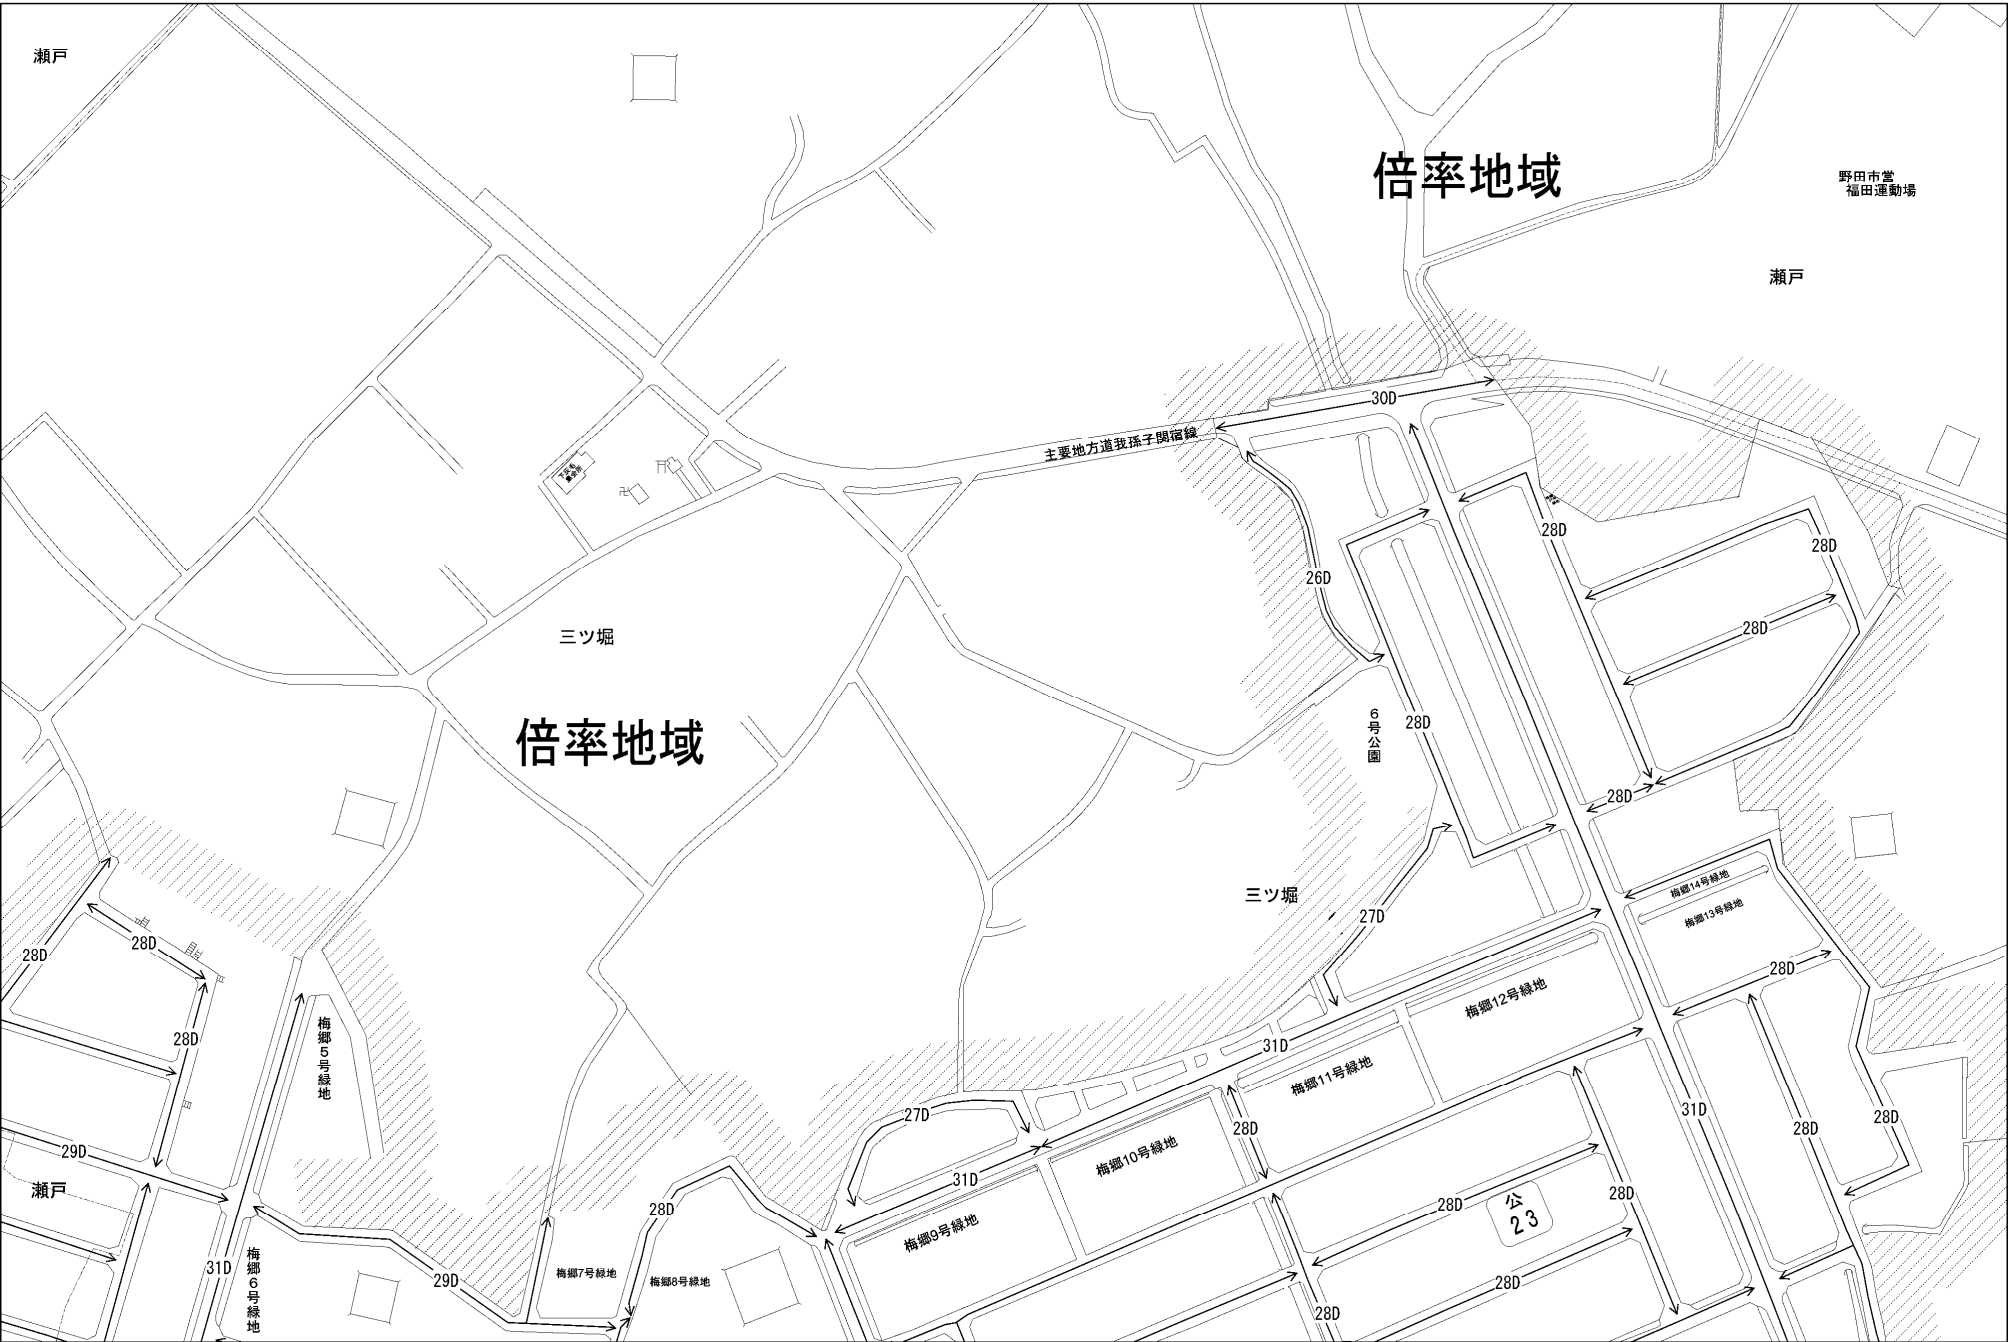 瀬戸
倍率地域
野田市営
福田運動場
瀬戸
30D
主要地方道我孫子関宿線
28D
28D
26D
28D
三ツ堀
倍率地域
6号公園
28D
28D
三ツ堀
27D
梅郷14号緑地
梅郷13号緑地
28D
28D
28D
28D
梅郷5号緑地
梅郷12号緑地
31D
梅郷11号緑地
27D
28D
31D
28D
28D
29D
梅郷10号緑地
31D
瀬戸
28D
梅郷9号緑地
28D
28D
公
23
31D
梅郷6号緑地
29D
梅郷7号緑地
梅郷8号緑地
28D
28D